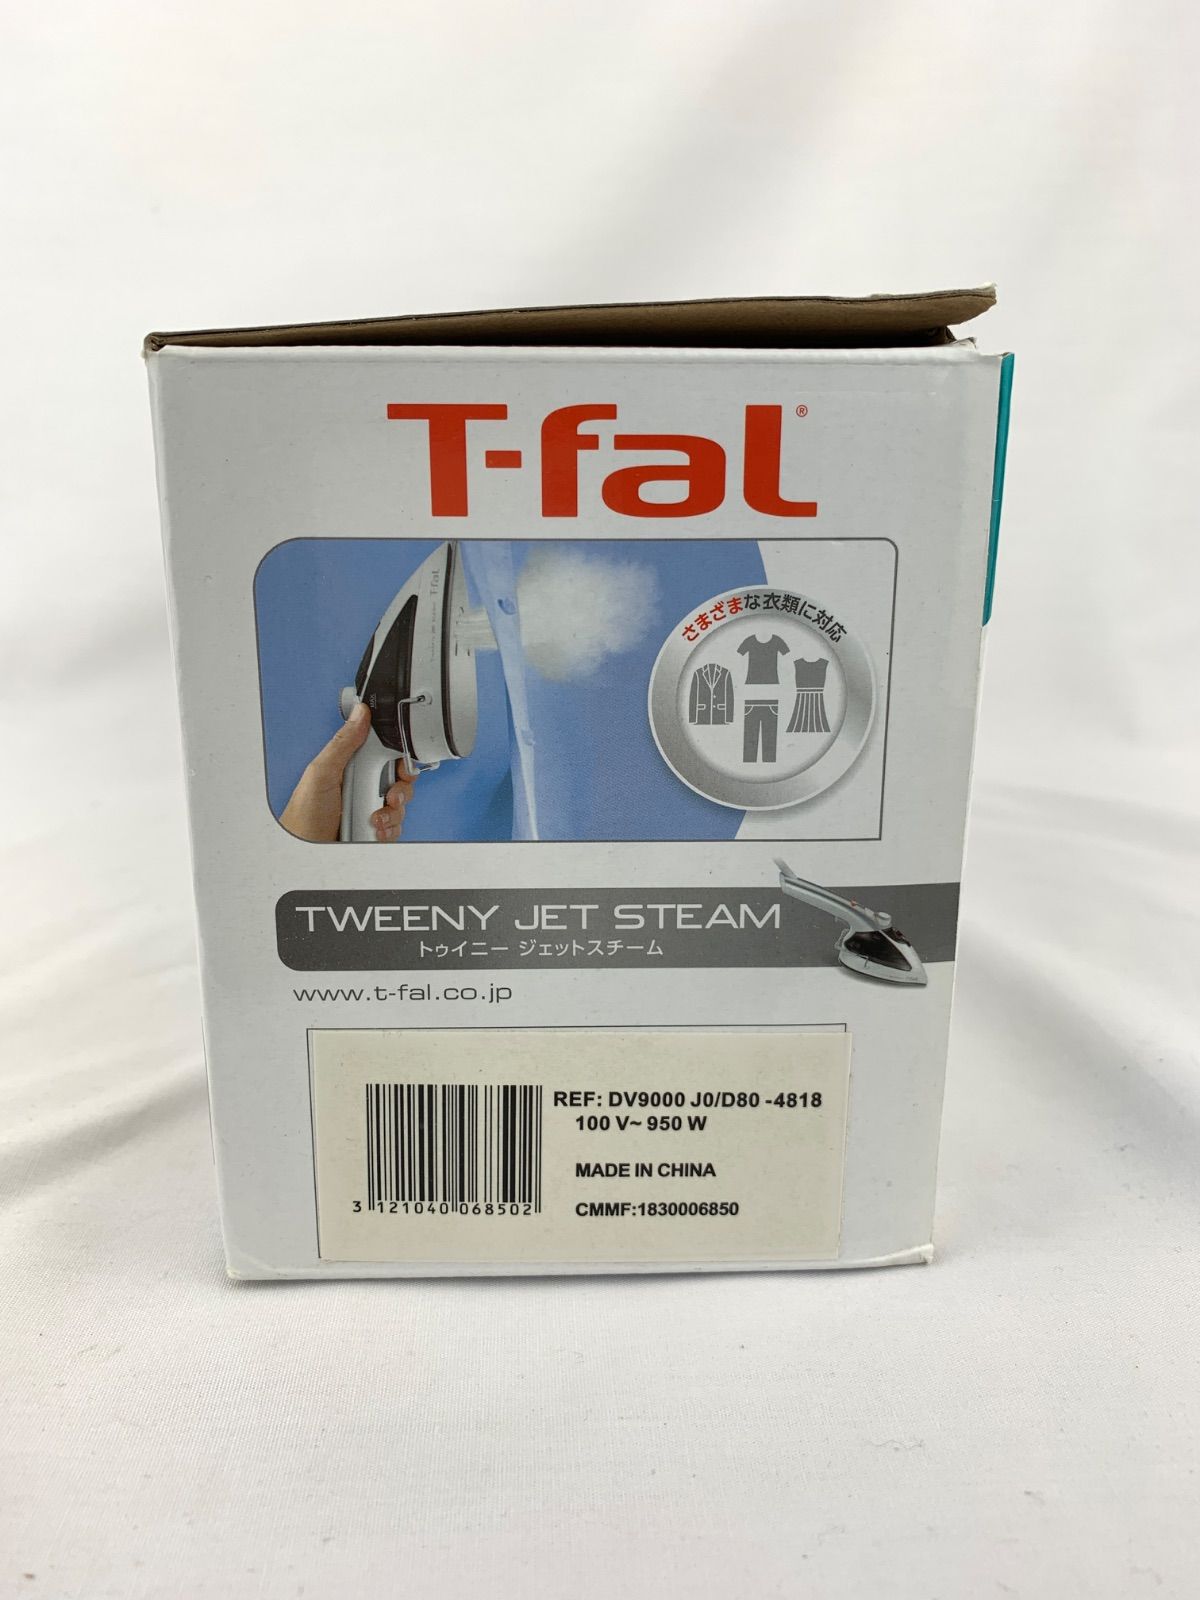 T-fal®
T-fal
さまざまな衣類に対応
TWEENY JET STEAM
トゥイニー ジェットスチーム
www.t-fal.co.jp
REF: DV9000 J0/D80 -4818
100 V~ 950 W
MADE IN CHINA
CMMF:1830006850
3 121040 068502